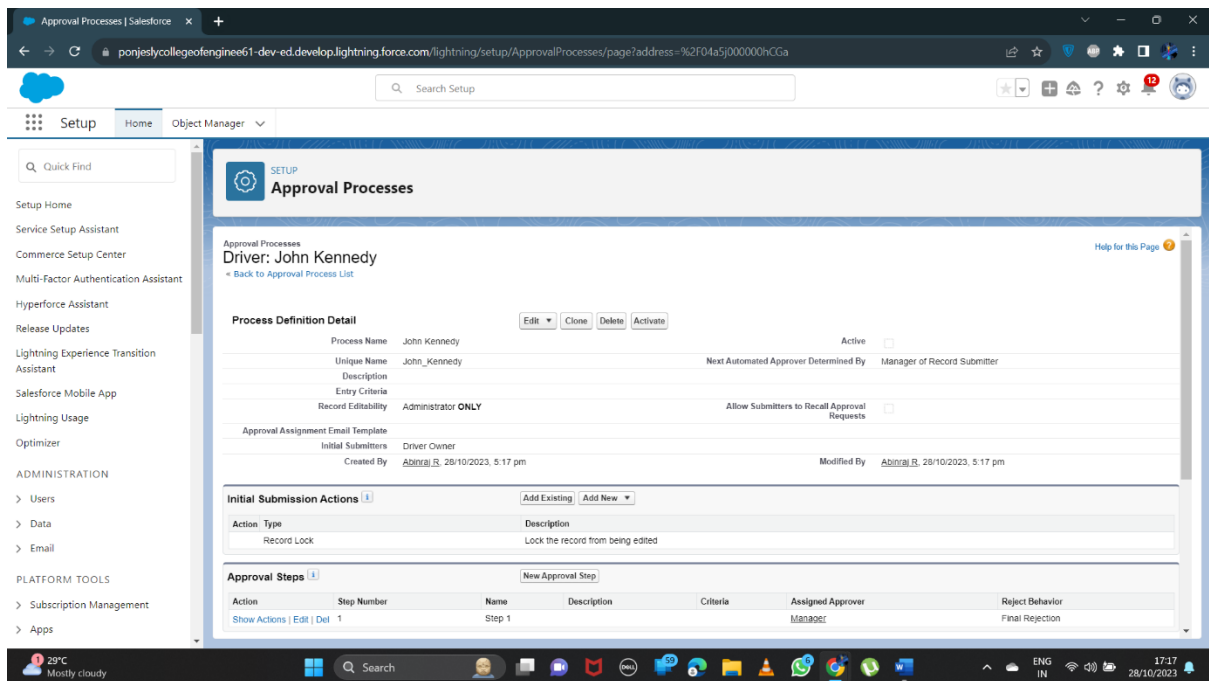 Approval Processes | Salesforce
ponjeslycollegeofenginee61-dev-ed.develop.lightning.force.com/lightning/setup/ApprovalProcesses/page?address=%2F04a5j000000hCGa
Search Setup
12
Setup Home Object Manager
Quick Find
Setup Home
Service Setup Assistant
Commerce Setup Center
Multi-Factor Authentication Assistant
Hyperforce Assistant
Release Updates
Lightning Experience Transition
Assistant
Salesforce Mobile App
Lightning Usage
Optimizer
ADMINISTRATION
Users
Data
Email
PLATFORM TOOLS
Subscription Management
Apps
SETUP
Approval Processes
Approval Processes
Driver: John Kennedy
« Back to Approval Process List
Help for this Page
Process Definition Detail Edit Clone Delete Activate
Process Name John Kennedy Active
Unique Name John_Kennedy Next Automated Approver Determined By Manager of Record Submitter
Description
Entry Criteria
Record Editability Administrator ONLY Allow Submitters to Recall Approval
Requests
Approval Assignment Email Template
Initial Submitters Driver Owner
Created By Abinraj R, 28/10/2023, 5:17 pm Modified By Abinraj R, 28/10/2023, 5:17 pm
Initial Submission Actions i Add Existing Add New
Action Type Description
Record Lock Lock the record from being edited
Approval Steps i New Approval Step
Action Step Number Name Description Criteria Assigned Approver Reject Behavior
Show Actions | Edit | Del 1 Step 1 Manager Final Rejection
1
29°C
Mostly cloudy
Search
DELL
59
6
ENG
IN
17:17
28/10/2023